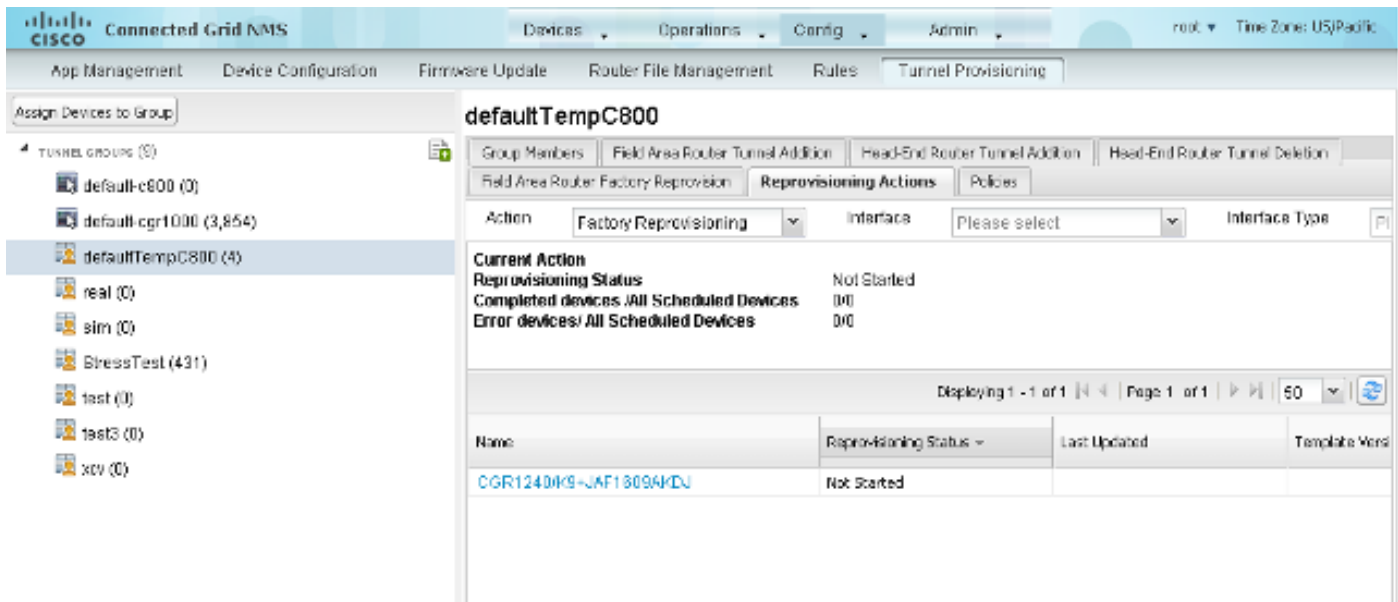 CISCO Connected Grid NMS Devices Operations Config Admin root Time Zone: US/Pacific
App Management Device Configuration Firmware Update Router File Management Rules Tunnel Provisioning
Assign Devices to Group
TUNNEL GROUPS (9)
default-c800 (0)
default-cgr1000 (3,854)
defaultTempC800 (4)
real (0)
sim (0)
StressTest (431)
test (0)
test3 (0)
xcv (0)
defaultTempC800
Group Members Field Area Router Tunnel Addition Head-End Router Tunnel Addition Head-End Router Tunnel Deletion
Field Area Router Factory Reprovision Reprovisioning Actions Policies
Action Factory Reprovisioning Interface Please select Interface Type
Current Action
Reprovisioning Status Not Started
Completed devices /All Scheduled Devices 0/0
Error devices/ All Scheduled Devices 0/0
Displaying 1 - 1 of 1 Page 1 of 1 50
Name Reprovisioning Status Last Updated Template Versi
CGR1240/K9+JAF1609AKDJ Not Started